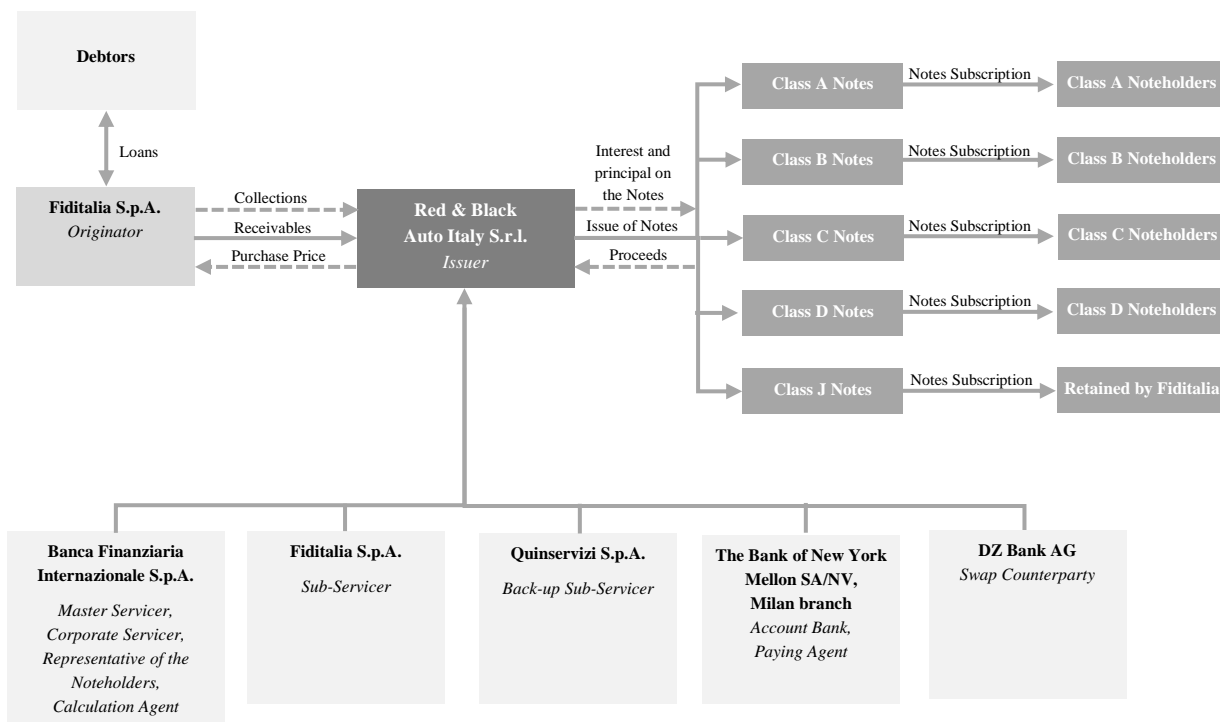 Debtors
Loans
Fiditalia S.p.A.
Originator
Collections
Receivables
Purchase Price
Red & Black
Auto Italy S.r.l.
Issuer
Interest and
principal on
the Notes
Issue of Notes
Proceeds
Class A Notes
Notes Subscription
Class A Noteholders
Class B Notes
Notes Subscription
Class B Noteholders
Class C Notes
Notes Subscription
Class C Noteholders
Class D Notes
Notes Subscription
Class D Noteholders
Class J Notes
Notes Subscription
Retained by Fiditalia
Banca Finanziaria
Internazionale S.p.A.
Master Servicer,
Corporate Servicer,
Representative of the
Noteholders,
Calculation Agent
Fiditalia S.p.A.
Sub-Servicer
Quinservizi S.p.A.
Back-up Sub-Servicer
The Bank of New York
Mellon SA/NV,
Milan branch
Account Bank,
Paying Agent
DZ Bank AG
Swap Counterparty